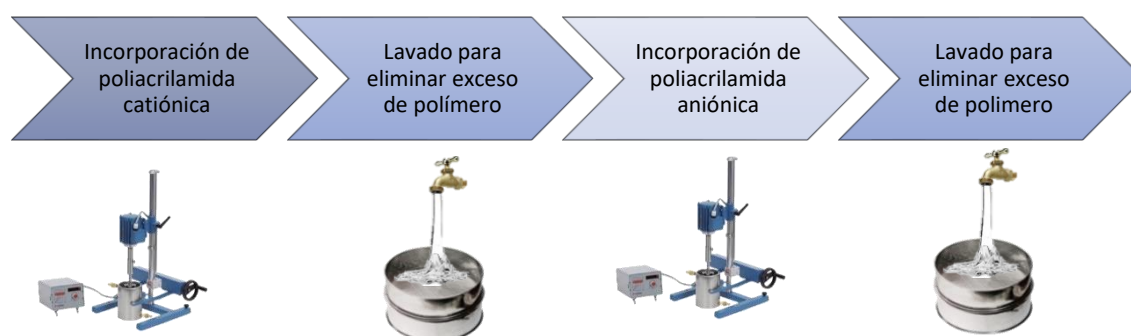 Incorporación de
poliacrilamida
catiónica
Lavado para
eliminar exceso
de polímero
Incorporación de
poliacrilamida
aniónica
Lavado para
eliminar exceso
de polimero